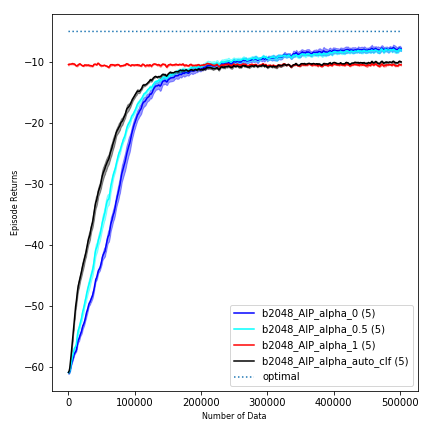 −10
−20
−30
−40
−50
−60
Episode Returns
0
100000
200000
300000
400000
500000
Number of Data
b2048_AIP_alpha_0 (5)
b2048_AIP_alpha_0.5 (5)
b2048_AIP_alpha_1 (5)
b2048_AIP_alpha_auto_clf (5)
optimal